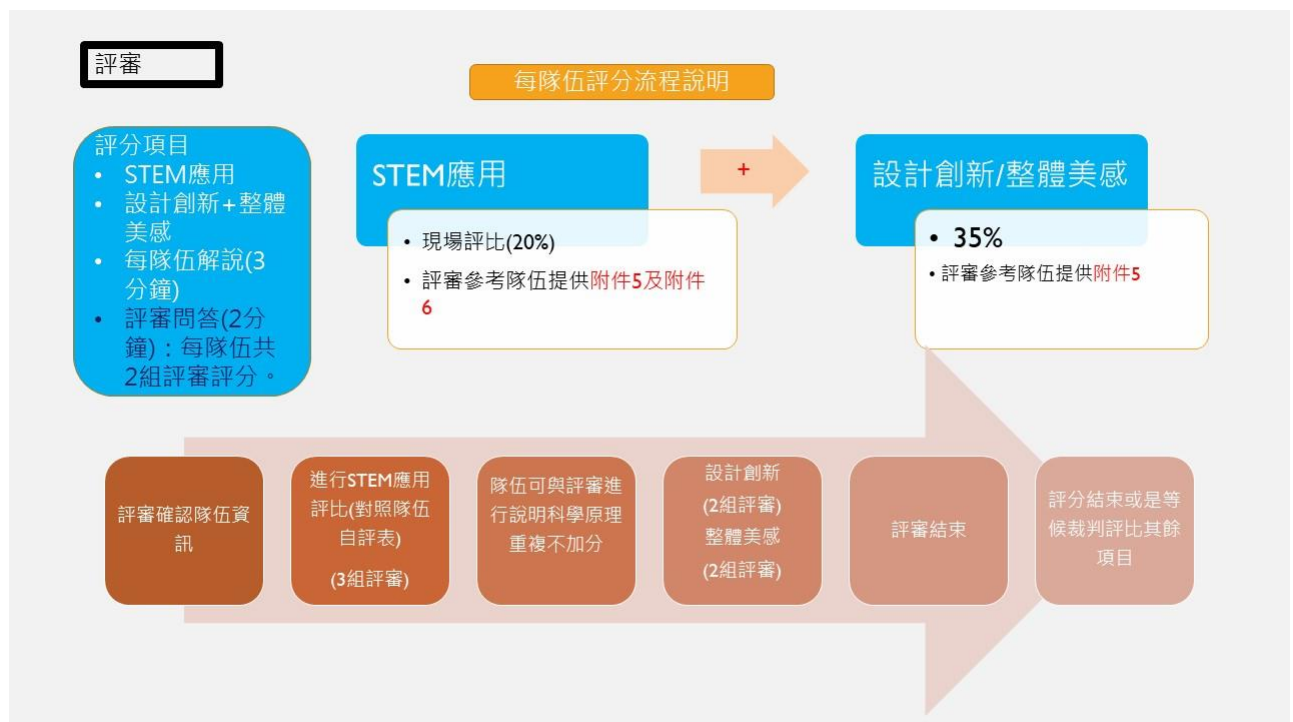 評審
每隊伍評分流程說明
評分項目
• STEM應用
• 設計創新+整體
美感
• 每隊伍解說(3
分鐘)
• 評審問答(2分
鐘)：每隊伍共
2組評審評分。
STEM應用
• 現場評比(20%)
• 評審參考隊伍提供附件5及附件
6
+
設計創新/整體美感
• 35%
• 評審參考隊伍提供附件5
評審確認隊伍資
訊
進行STEM應用
評比(對照隊伍
自評表)
(3組評審)
隊伍可與評審進
行說明科學原理
重複不加分
設計創新
(2組評審)
整體美感
(2組評審)
評審結束
評分結束或是等
候裁判評比其餘
項目